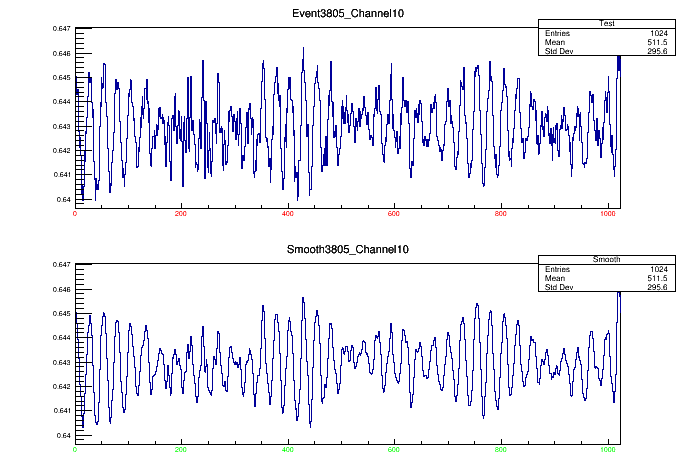 Event3805_Channel10
Test
Entries 1024
Mean 511.5
Std Dev 295.6
0.647
0.646
0.645
0.644
0.643
0.642
0.641
0.64
0 200 400 600 800 1000
Smooth3805_Channel10
Smooth
Entries 1024
Mean 511.5
Std Dev 295.6
0.647
0.646
0.645
0.644
0.643
0.642
0.641
0.64
0 200 400 600 800 1000